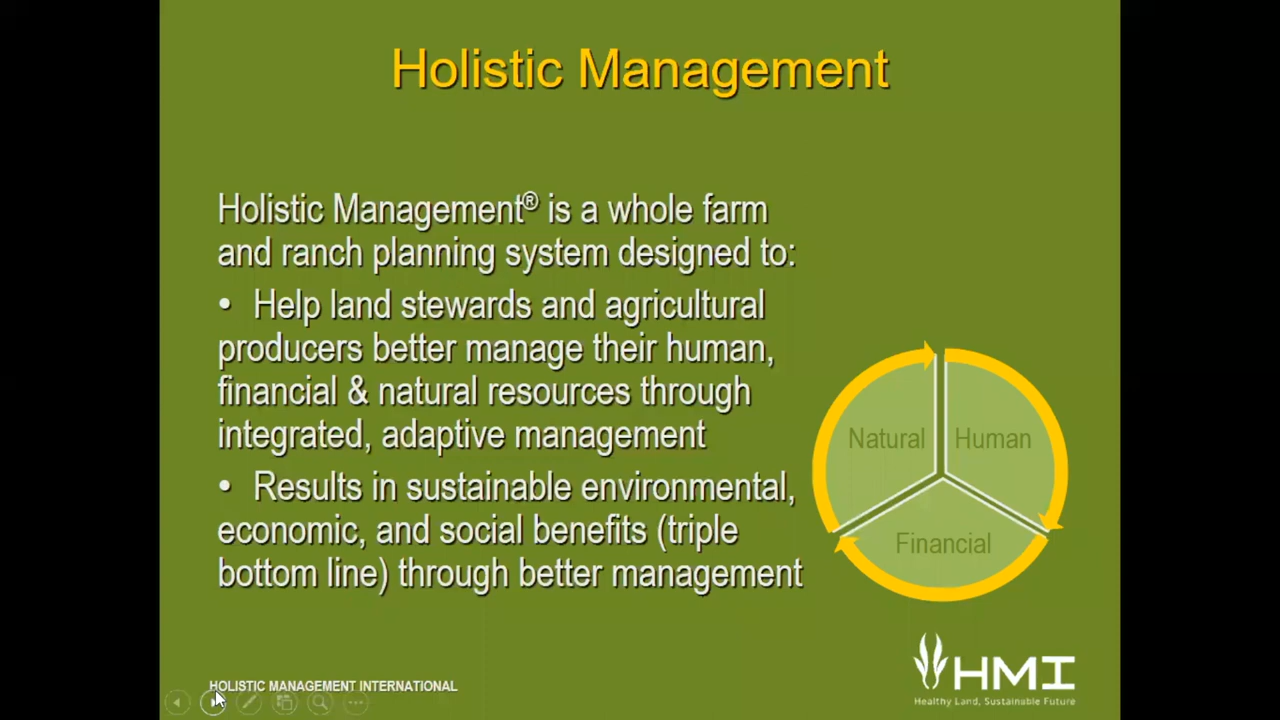 Holistic Management
Holistic Management® is a whole farm
and ranch planning system designed to:
• Help land stewards and agricultural
producers better manage their human,
financial & natural resources through
integrated, adaptive management
• Results in sustainable environmental,
economic, and social benefits (triple
bottom line) through better management
Natural
Human
Financial
HMI
Healthy Land, Sustainable Future
HOLISTIC MANAGEMENT INTERNATIONAL